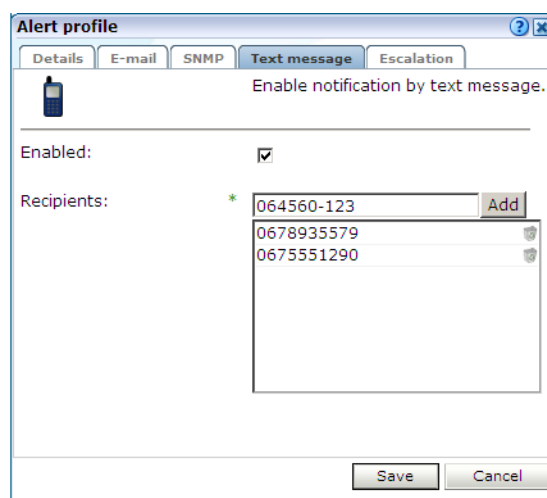 Alert profile
Details E-mail SNMP Text message Escalation
Enable notification by text message.
Enabled:
Recipients: * 064560-123 Add
0678935579
0675551290
Save Cancel